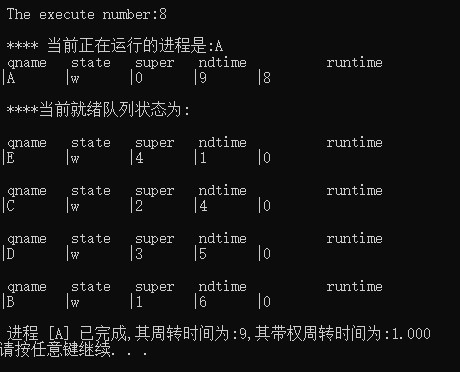 The execute number:8
**** 当前正在运行的进程是:A
qname state super ndtime runtime
|A |w |0 |9 |8
****当前就绪队列状态为:
qname state super ndtime runtime
|E |w |4 |1 |0
qname state super ndtime runtime
|C |w |2 |4 |0
qname state super ndtime runtime
|D |w |3 |5 |0
qname state super ndtime runtime
|B |w |1 |6 |0
进程 [A] 已完成,其周转时间为:9,其带权周转时间为:1.000
请按任意键继续. . .